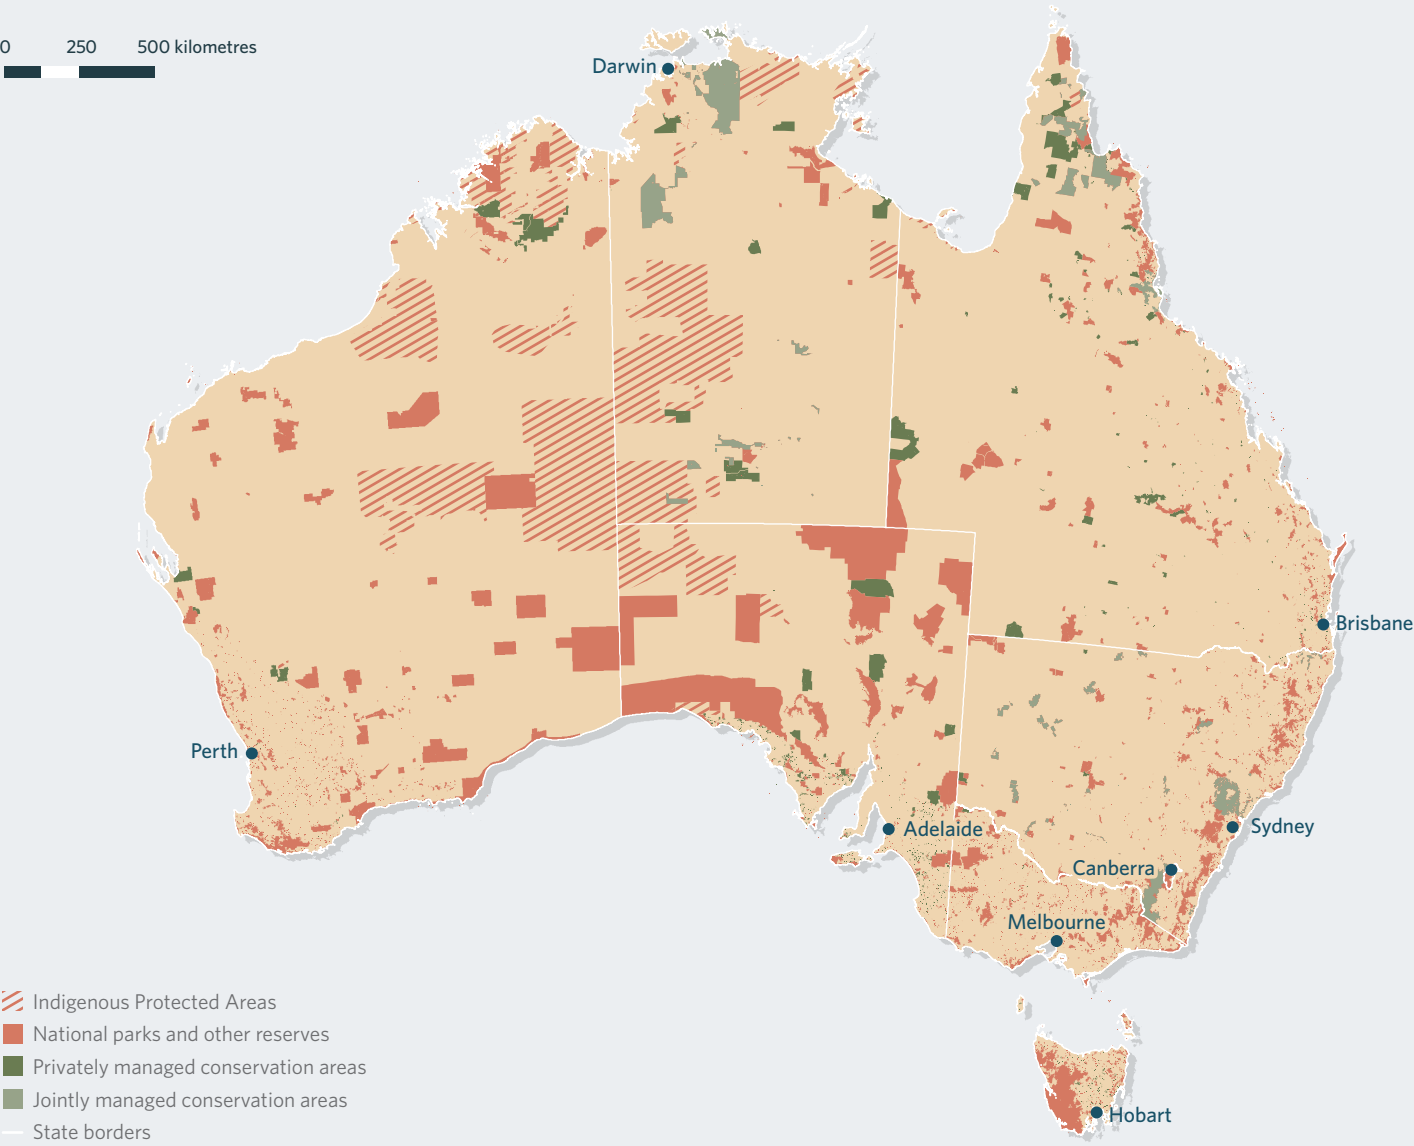 0 250 500 kilometres
Darwin
Brisbane
Perth
Adelaide
Sydney
Canberra
Melbourne
Indigenous Protected Areas
National parks and other reserves
Privately managed conservation areas
Jointly managed conservation areas
Hobart
State borders